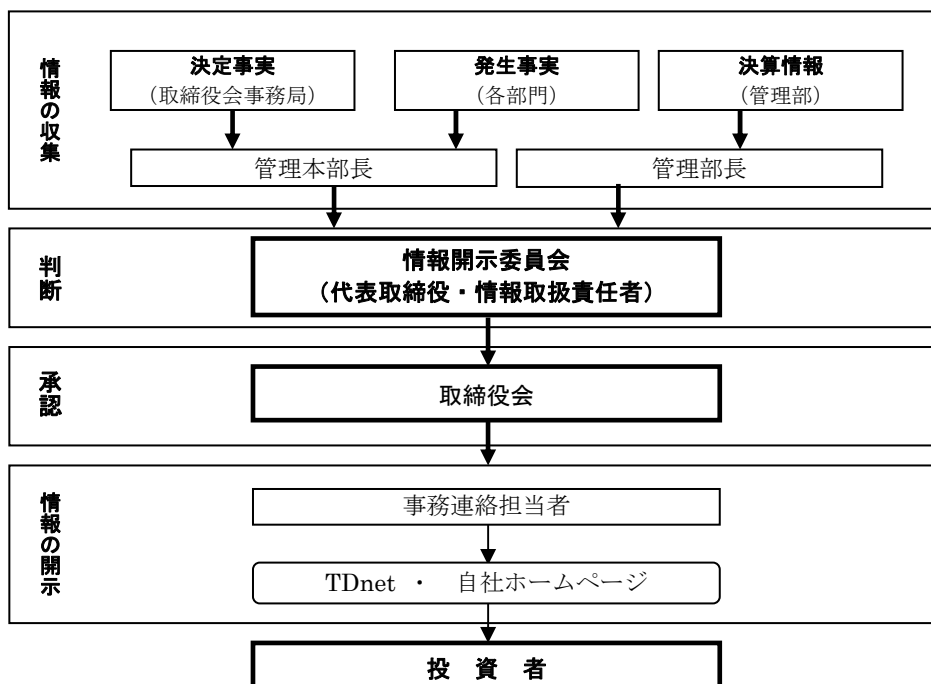 情報の収集
決定事実
（取締役会事務局）
発生事実
（各部門）
決算情報
（管理部）
管理本部長
管理部長
判断
情報開示委員会
（代表取締役・情報取扱責任者）
承認
取締役会
情報の開示
事務連絡担当者
TDnet ・ 自社ホームページ
投 資 者